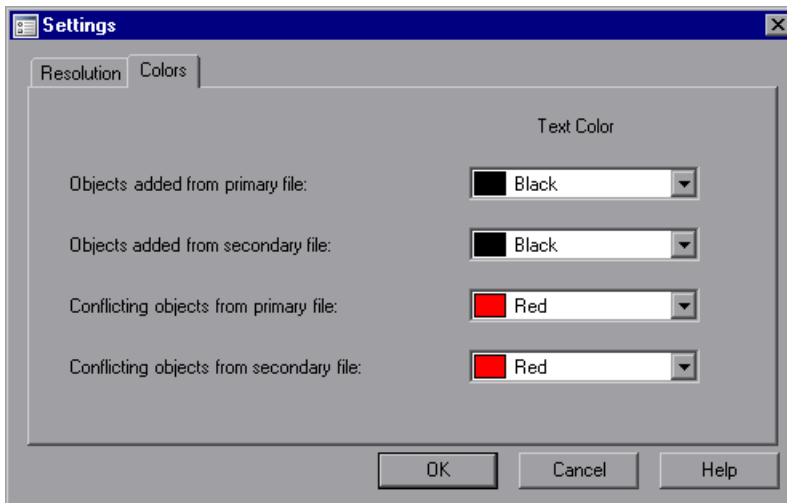 Settings
Resolution Colors
Text Color
Objects added from primary file: Black
Objects added from secondary file: Black
Conflicting objects from primary file: Red
Conflicting objects from secondary file: Red
OK Cancel Help